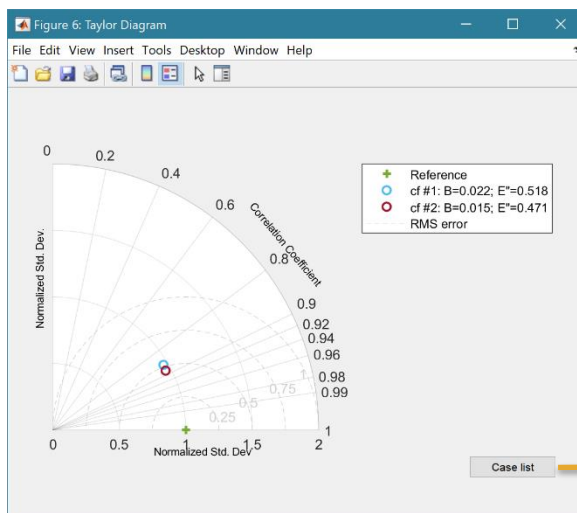 Figure 6: Taylor Diagram
File Edit View Insert Tools Desktop Window Help
0
0.2
0.4
0.6
0.8
0.9
0.92
0.94
0.96
0.98
0.99
1
Correlation Coefficient
Normalized Std. Dev.
Reference
cf #1: B=0.022; E"=0.518
cf #2: B=0.015; E"=0.471
RMS error
1
0.75
0.5
0.25
0 0.5 1 1.5 2
Normalized Std. Dev
Case list